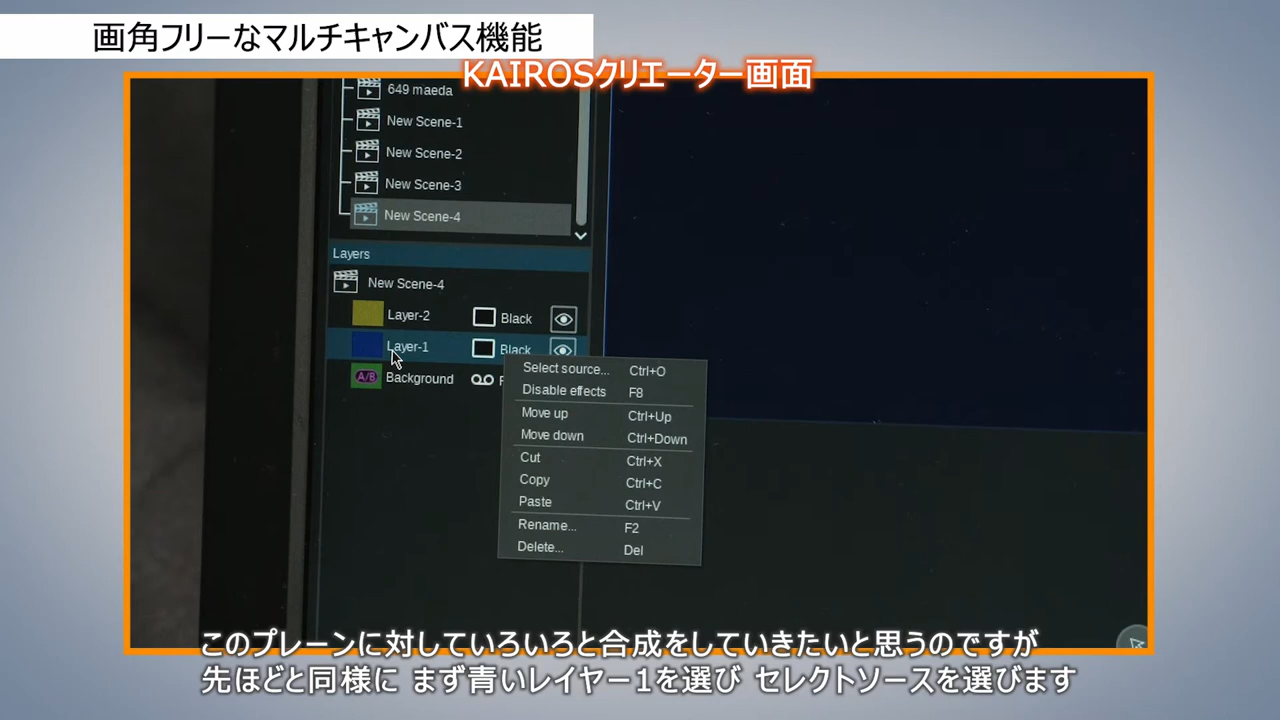 画角フリーなマルチキャンバス機能
KAIROSクリエーター画面
649 maeda
New Scene-1
New Scene-2
New Scene-3
New Scene-4
Layers
New Scene-4
Layer-2 Black
Layer-1 Black
A/B Background
Select source... Ctrl+O
Disable effects F8
Move up Ctrl+Up
Move down Ctrl+Down
Cut Ctrl+X
Copy Ctrl+C
Paste Ctrl+V
Rename... F2
Delete... Del
このプレーンに対していろいろと合成をしていきたいと思うのですが
先ほどと同様に まず青いレイヤー1を選び セレクトソースを選びます